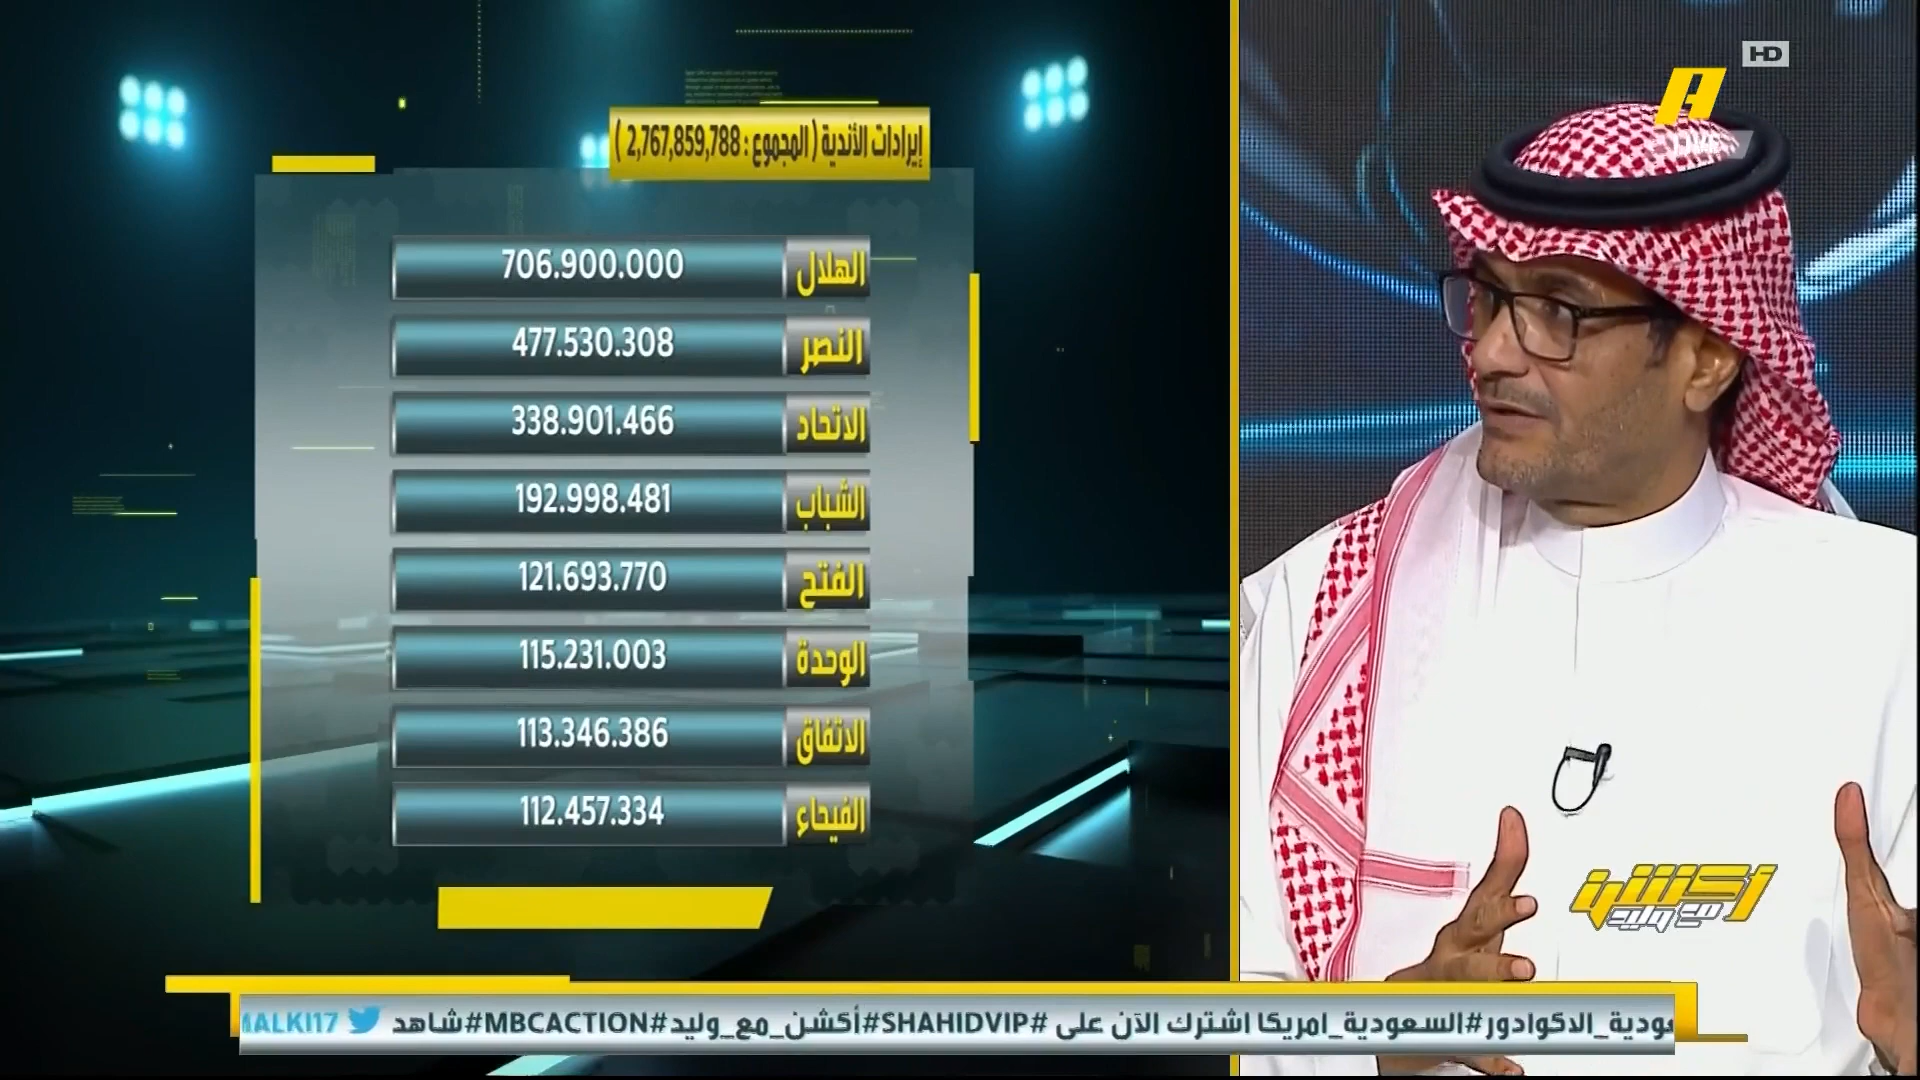 HD
إيرادات الأندية ( المجموع : 2,767,859,788 )
الهلال 706.900.000
النصر 477.530.308
الاتحاد 338.901.466
الشباب 192.998.481
الفتح 121.693.770
الوحدة 115.231.003
الاتفاق 113.346.386
الفيحاء 112.457.334
أكشن
مع وليد
عودية_الاكوادور#السعودية_امريكا اشترك الآن على #SHAHIDVIP#أكشن_مع_وليد#MBCACTION#شاهد MALKI17